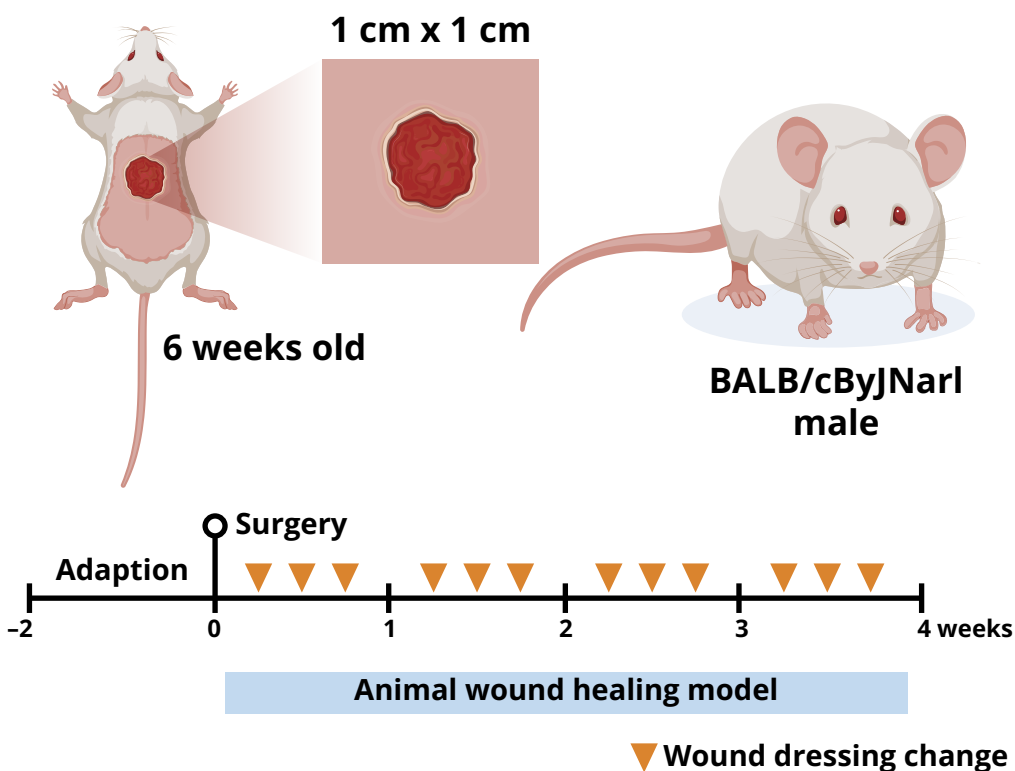 1 cm x 1 cm
6 weeks old
BALB/cByJNarl
male
Surgery
Adaption
–2 0 1 2 3 4 weeks
Animal wound healing model
Wound dressing change